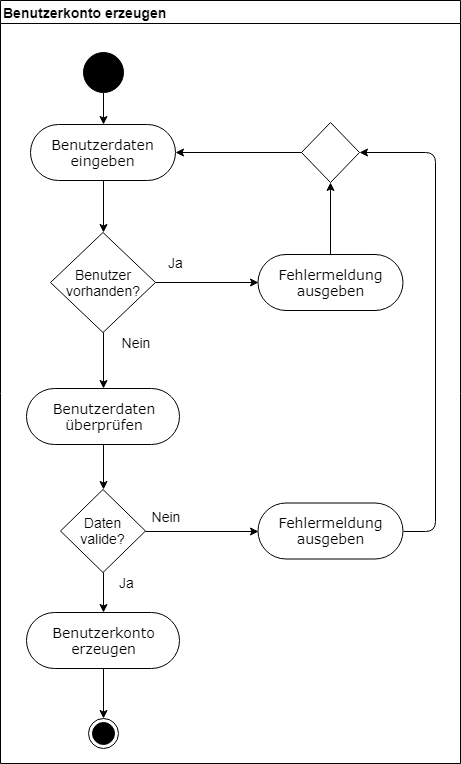 Benutzerkonto erzeugen
Benutzerdaten
eingeben
Benutzer
vorhanden?
Ja
Fehlermeldung
ausgeben
Nein
Benutzerdaten
überprüfen
Daten
valide?
Nein
Fehlermeldung
ausgeben
Ja
Benutzerkonto
erzeugen